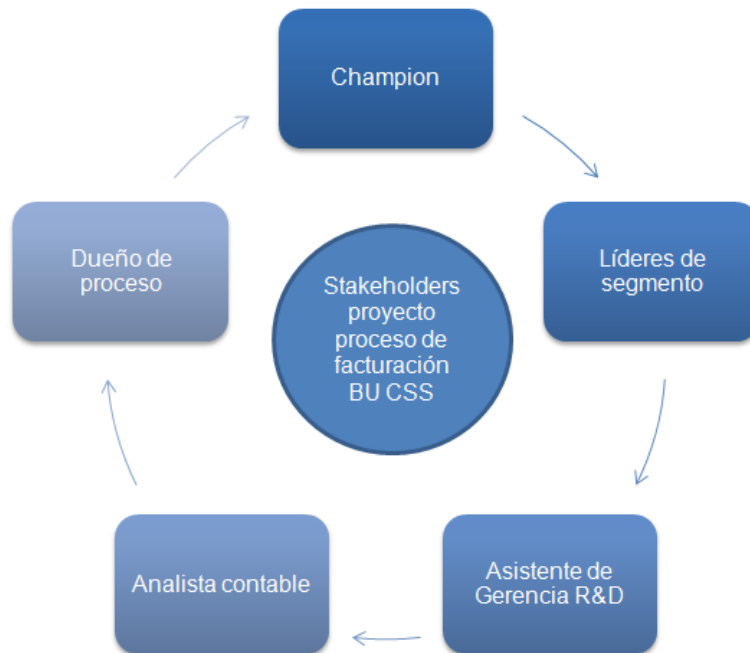 Champion
Líderes de
segmento
Asistente de
Gerencia R&D
Analista contable
Dueño de
proceso
Stakeholders
proyecto
proceso de
facturación
BU CSS